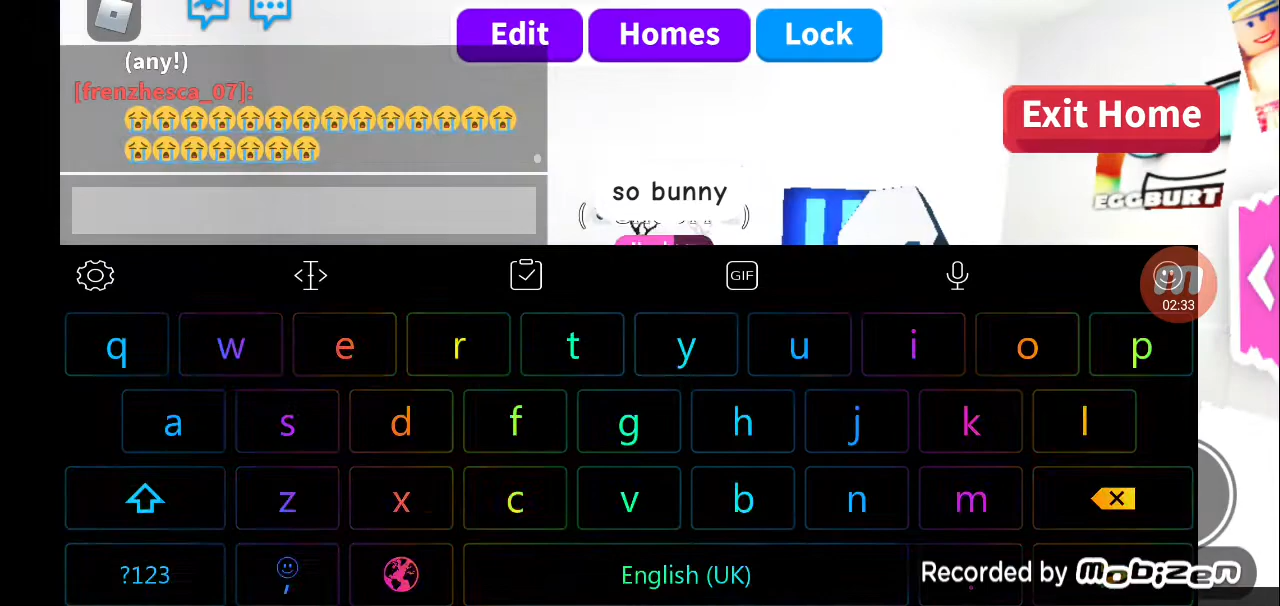 Edit Homes Lock
(any!)
[frenzhesca_07]:
😭😭😭😭😭😭😭😭😭😭😭😭😭😭
😭😭😭😭😭😭😭
Exit Home
so bunny
EGGBURT
GIF
02:33
q w e r t y u i o p
a s d f g h j k l
z x c v b n m
?123 , English (UK) .
Recorded by mobizen